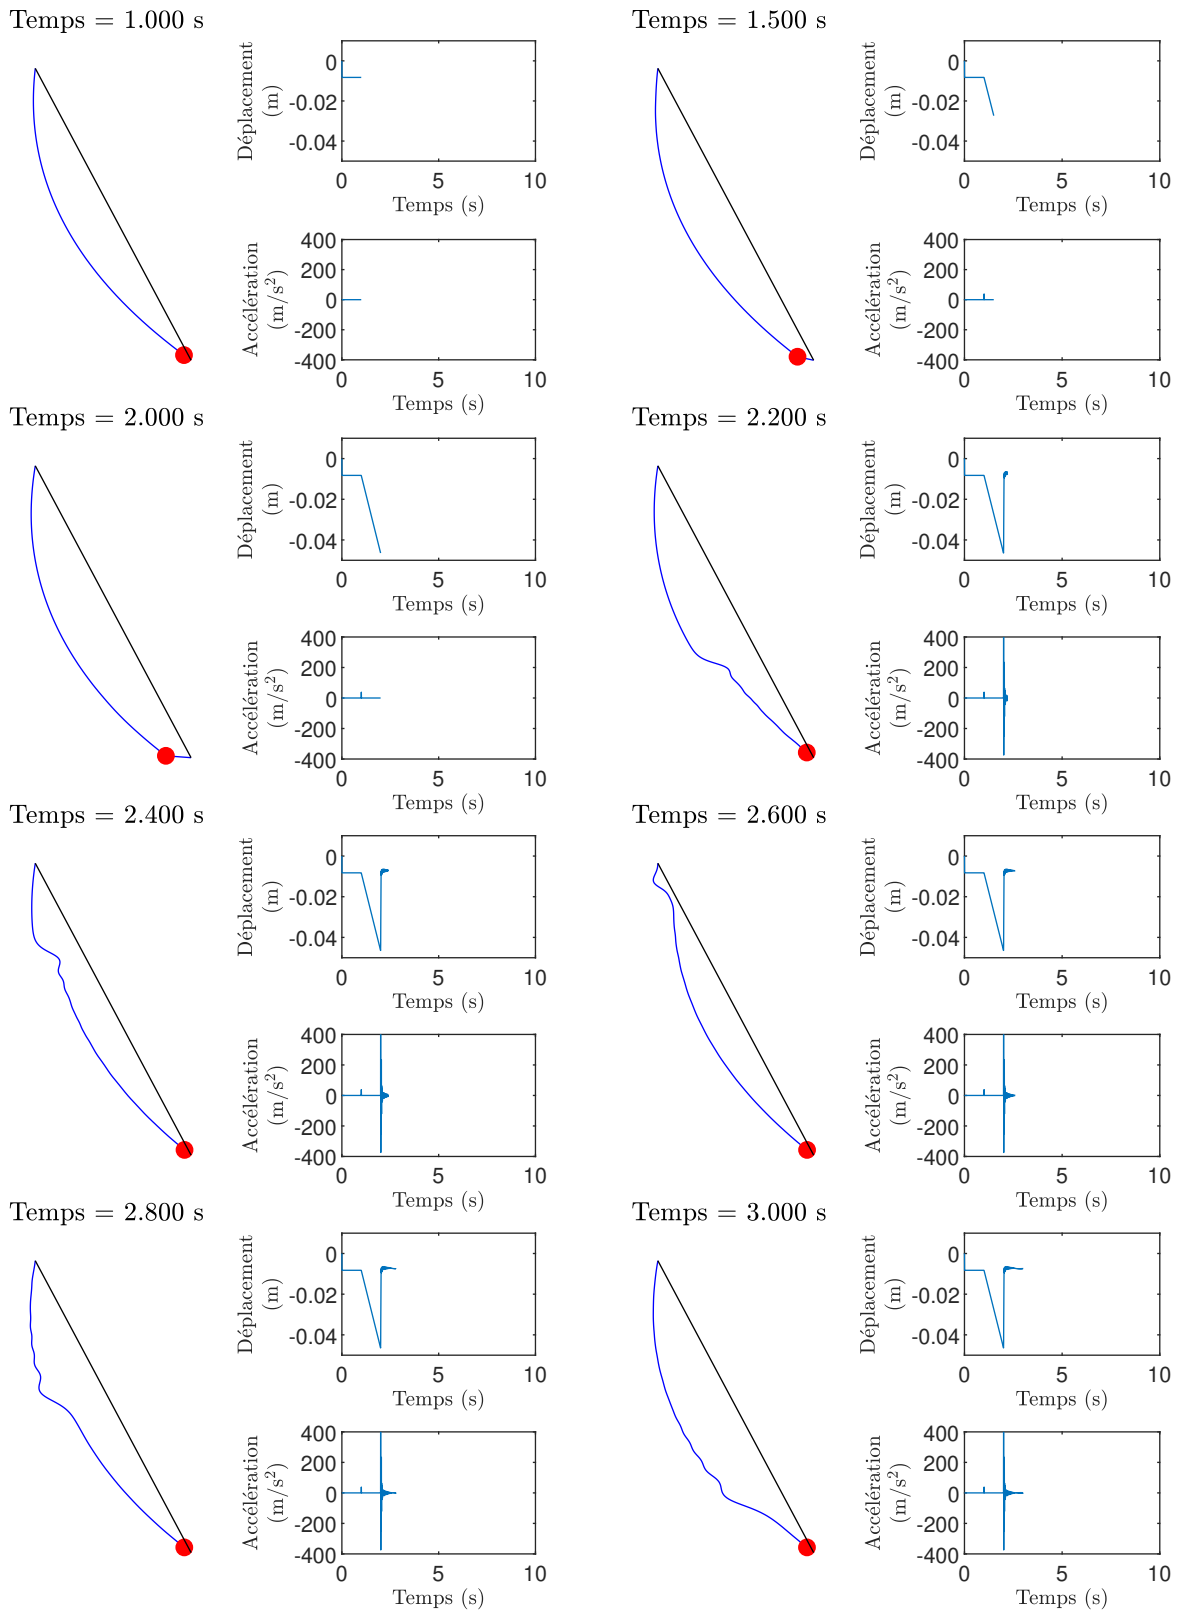 Temps = 1.000 s
Déplacement
(m)
0
-0.02
-0.04
0
5
10
Temps (s)
Accélération
(m/s²)
400
200
0
-200
-400
0
5
10
Temps (s)
Temps = 1.500 s
Déplacement
(m)
0
-0.02
-0.04
0
5
10
Temps (s)
Accélération
(m/s²)
400
200
0
-200
-400
0
5
10
Temps (s)
Temps = 2.000 s
Déplacement
(m)
0
-0.02
-0.04
0
5
10
Temps (s)
Accélération
(m/s²)
400
200
0
-200
-400
0
5
10
Temps (s)
Temps = 2.200 s
Déplacement
(m)
0
-0.02
-0.04
0
5
10
Temps (s)
Accélération
(m/s²)
400
200
0
-200
-400
0
5
10
Temps (s)
Temps = 2.400 s
Déplacement
(m)
0
-0.02
-0.04
0
5
10
Temps (s)
Accélération
(m/s²)
400
200
0
-200
-400
0
5
10
Temps (s)
Temps = 2.600 s
Déplacement
(m)
0
-0.02
-0.04
0
5
10
Temps (s)
Accélération
(m/s²)
400
200
0
-200
-400
0
5
10
Temps (s)
Temps = 2.800 s
Déplacement
(m)
0
-0.02
-0.04
0
5
10
Temps (s)
Accélération
(m/s²)
400
200
0
-200
-400
0
5
10
Temps (s)
Temps = 3.000 s
Déplacement
(m)
0
-0.02
-0.04
0
5
10
Temps (s)
Accélération
(m/s²)
400
200
0
-200
-400
0
5
10
Temps (s)